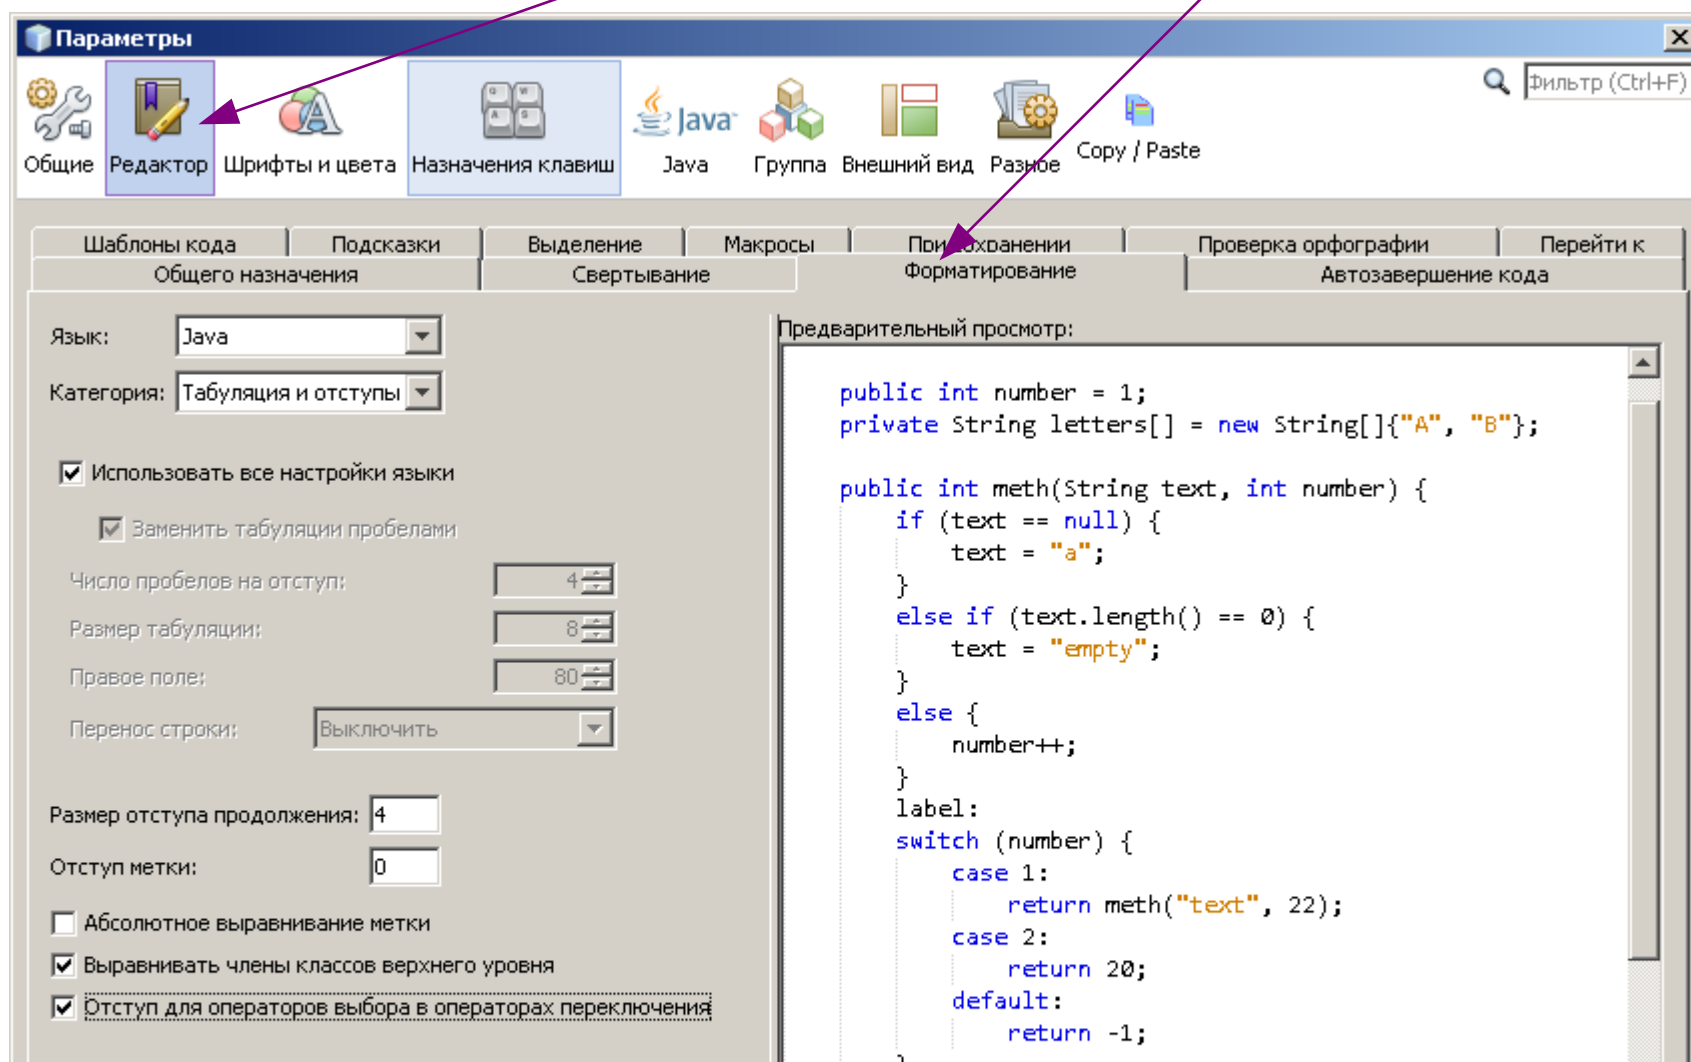 Параметры
Фильтр (Ctrl+F)
Java
Общие Редактор Шрифты и цвета Назначения клавиш Java Группа Внешний вид Разное Copy / Paste
Шаблоны кода Подсказки Выделение Макросы При сохранении Проверка орфографии Перейти к
Общего назначения Свертывание Форматирование Автозавершение кода
Язык: Java
Категория: Табуляция и отступы
Использовать все настройки языки
Заменить табуляции пробелами
Число пробелов на отступ: 4
Размер табуляции: 8
Правое поле: 80
Перенос строки: Выключить
Размер отступа продолжения: 4
Отступ метки: 0
Абсолютное выравнивание метки
Выравнивать члены классов верхнего уровня
Отступ для операторов выбора в операторах переключения
Предварительный просмотр:
public int number = 1;
private String letters[] = new String[]{"A", "B"};
public int meth(String text, int number) {
if (text == null) {
text = "a";
}
else if (text.length() == 0) {
text = "empty";
}
else {
number++;
}
label:
switch (number) {
case 1:
return meth("text", 22);
case 2:
return 20;
default:
return -1;